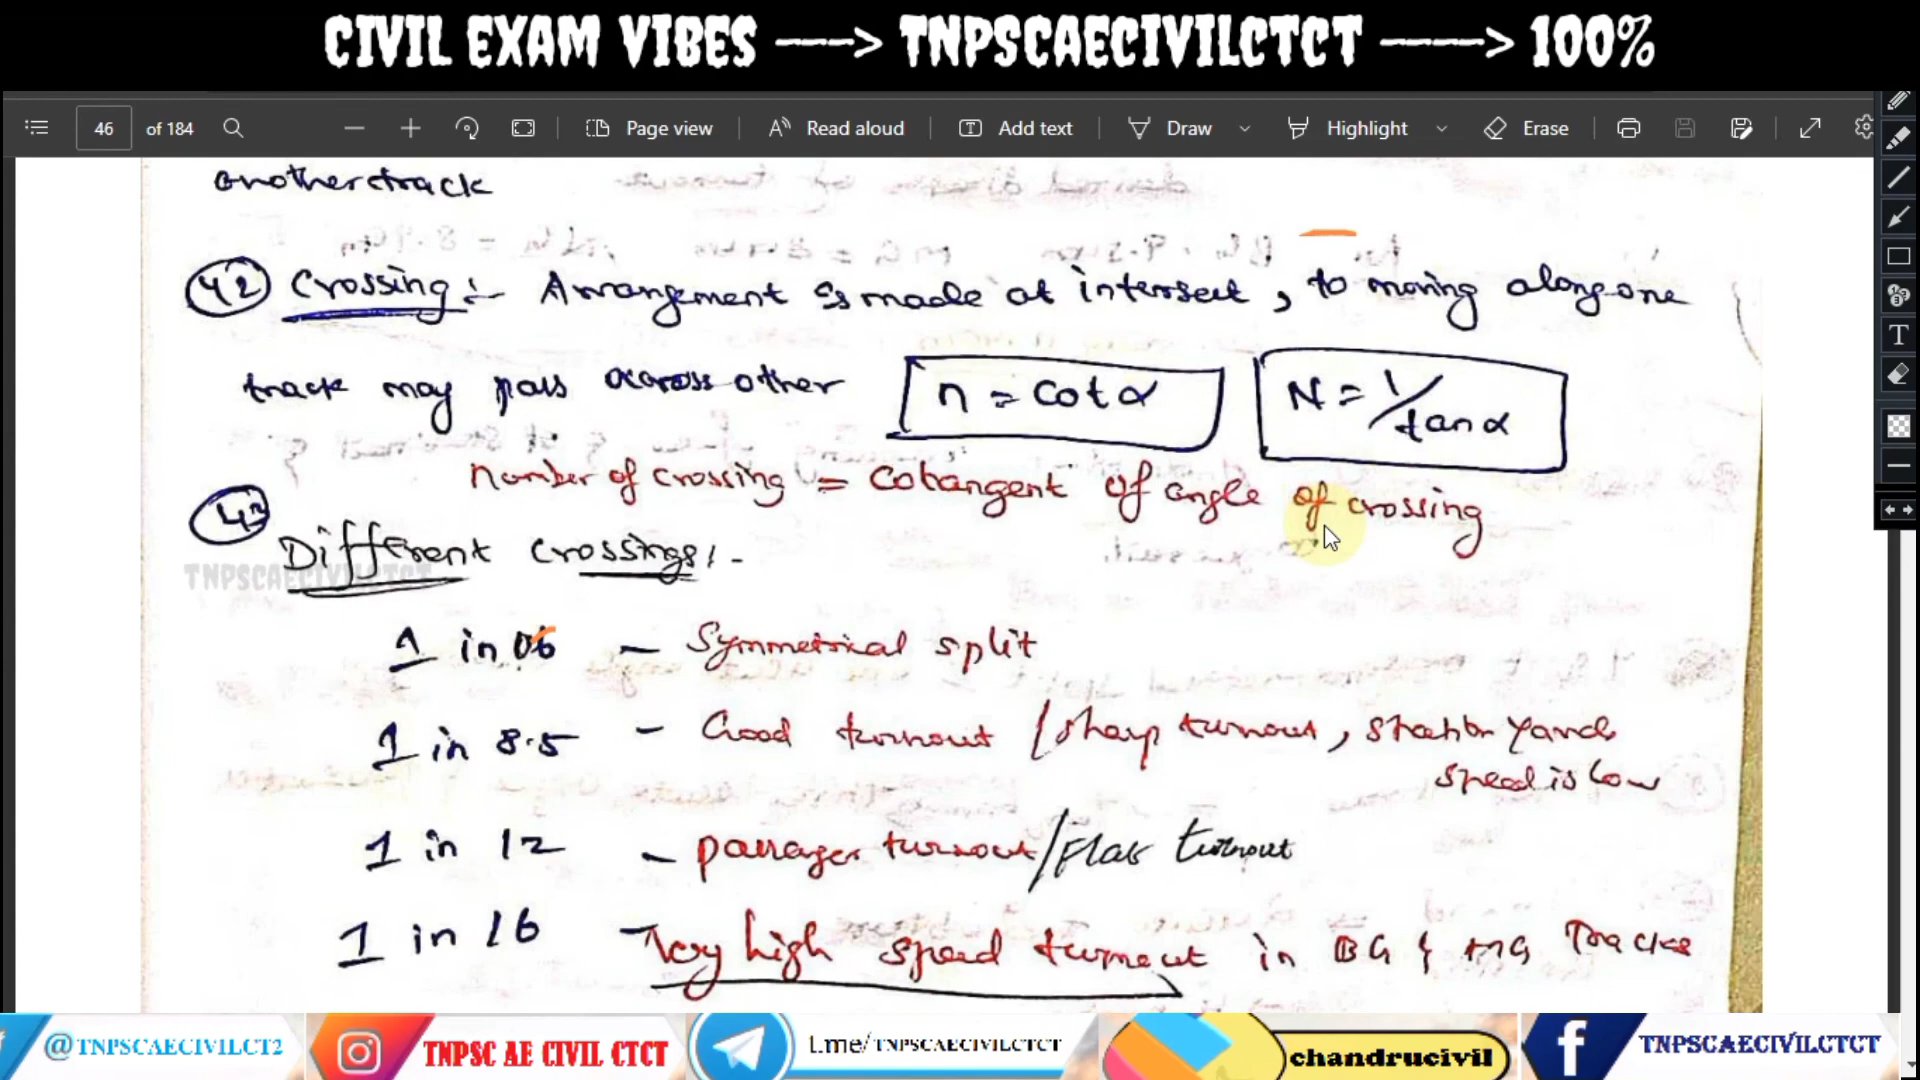 CIVIL EXAM VIBES ---> TNPSCAECIVILCTCT ----> 100%
46 of 184 Page view Read aloud Add text Draw Highlight Erase
another track
42 Crossing :- Arrangement is made at intersect, to moving along one
track may pass across other n = cot α N = 1/tan α
Number of crossing = Cotangent of angle of crossing
43 Different crossings :-
TNPSCAECIVILCTCT
1 in 06 - Symmetrical split
1 in 8.5 - Good turnout / sharp turnout, station yards
speed is low
1 in 12 - passager turnout / Flat turnout
1 in 16 - Very high speed turnout in BG & MG Tracks
@TNPSCAECIVILCT2 TNPSC AE CIVIL CTCT t.me/TNPSCAECIVILCTCT chandrucivil TNPSCAECIVILCTCT